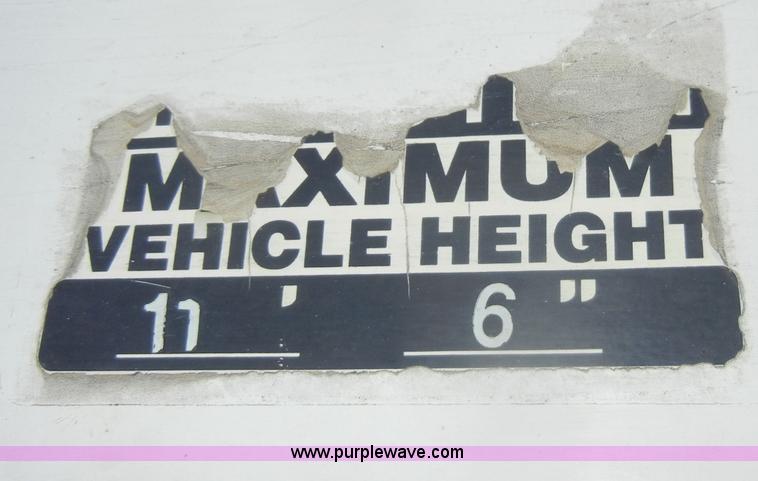 MAXIMUM
VEHICLE HEIGHT
11 ' 6 "
www.purplewave.com